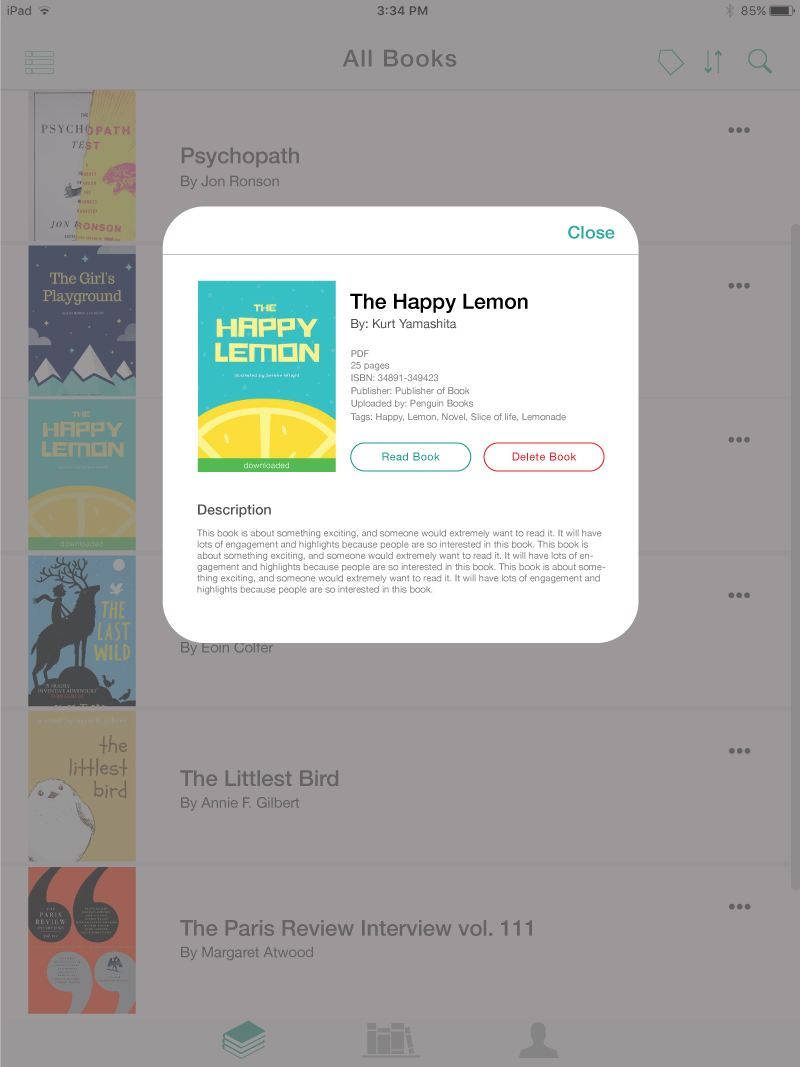 iPad
3:34 PM
85%
All Books
THE
PSYCHOPATH
TEST
JON RONSON
Psychopath
By Jon Ronson
The Girl's
Playground
THE
HAPPY
LEMON
downloaded
THE
LAST
WILD
By Eoin Colfer
the
littlest
bird
The Littlest Bird
By Annie F. Gilbert
THE
PARIS
REVIEW
The Paris Review Interview vol. 111
By Margaret Atwood
Close
THE
HAPPY
LEMON
illustrated by Serene Wright
downloaded
The Happy Lemon
By: Kurt Yamashita
PDF
25 pages
ISBN: 34891-349423
Publisher: Publisher of Book
Uploaded by: Penguin Books
Tags: Happy, Lemon, Novel, Slice of life, Lemonade
Read Book
Delete Book
Description
This book is about something exciting, and someone would extremely want to read it. It will have
lots of engagement and highlights because people are so interested in this book. This book is
about something exciting, and someone would extremely want to read it. It will have lots of en-
gagement and highlights because people are so interested in this book. This book is about some-
thing exciting, and someone would extremely want to read it. It will have lots of engagement and
highlights because people are so interested in this book.